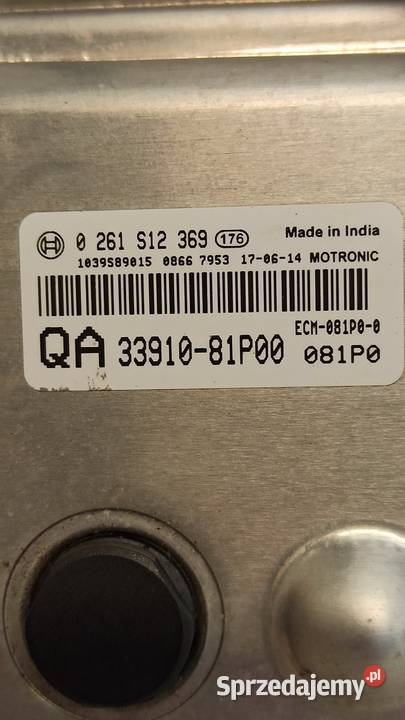 0 261 S12 369 176 Made in India
1039S89015 0866 7953 17-06-14 MOTRONIC
ECM-081P0-0
QA 33910-81P00 081P0
Sprzedajemy.pl